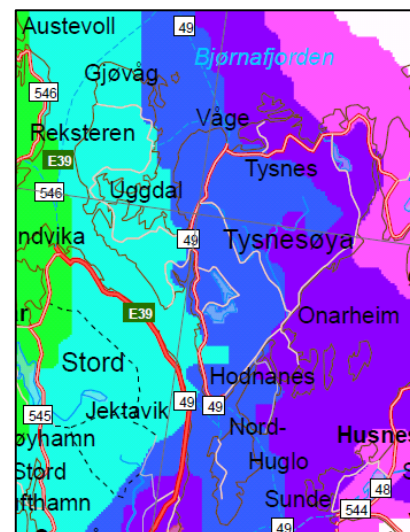 Austevoll
49
Bjørnafjorden
Gjøvåg
546
Våge
Reksteren
E39
Tysnes
546
Uggdal
49
Tysnesøya
ndvika
E39
Onarheim
Stord
Hodnanes
49
49
545
Jektavik
Nord-
Husnes
øyhamn
Huglo
Stord
48
Sunde
544
fthamn
49